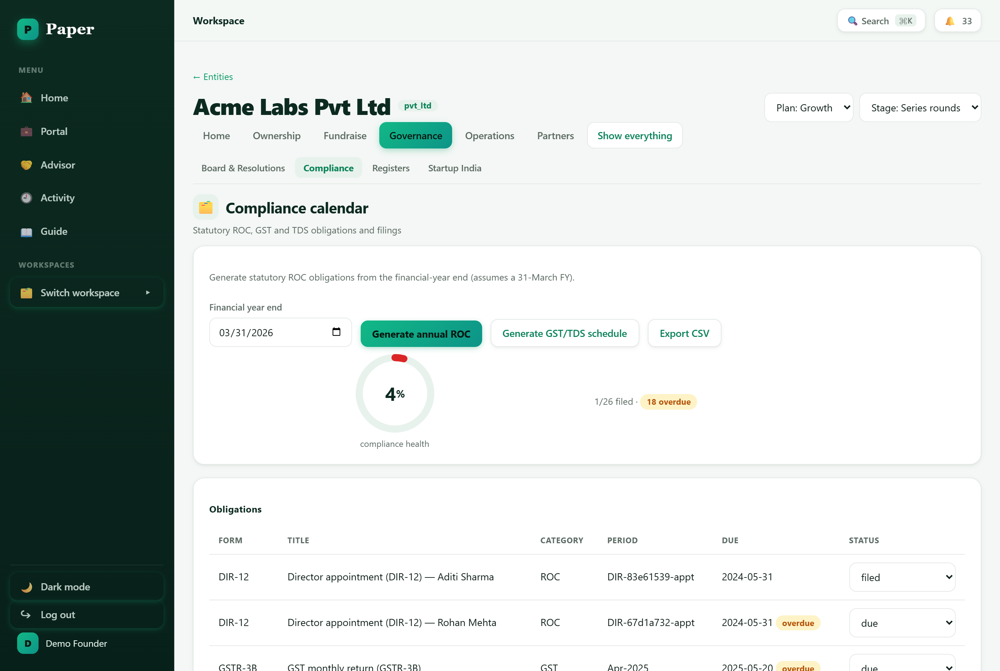 P Paper
MENU
Home
Portal
Advisor
Activity
Guide
WORKSPACES
Switch workspace
Dark mode
Log out
D Demo Founder
Workspace
Search ⌘K
33
← Entities
Acme Labs Pvt Ltd pvt_ltd
Plan: Growth
Stage: Series rounds
Home Ownership Fundraise Governance Operations Partners Show everything
Board & Resolutions Compliance Registers Startup India
Compliance calendar
Statutory ROC, GST and TDS obligations and filings
Generate statutory ROC obligations from the financial-year end (assumes a 31-March FY).
Financial year end
03/31/2026 Generate annual ROC Generate GST/TDS schedule Export CSV
4%
compliance health
1/26 filed · 18 overdue
Obligations
FORM TITLE CATEGORY PERIOD DUE STATUS
DIR-12 Director appointment (DIR-12) — Aditi Sharma ROC DIR-83e61539-appt 2024-05-31 filed
DIR-12 Director appointment (DIR-12) — Rohan Mehta ROC DIR-67d1a732-appt 2024-05-31 overdue due
GSTR-3B GST monthly return (GSTR-3B) GST Apr-2025 2025-05-20 overdue due